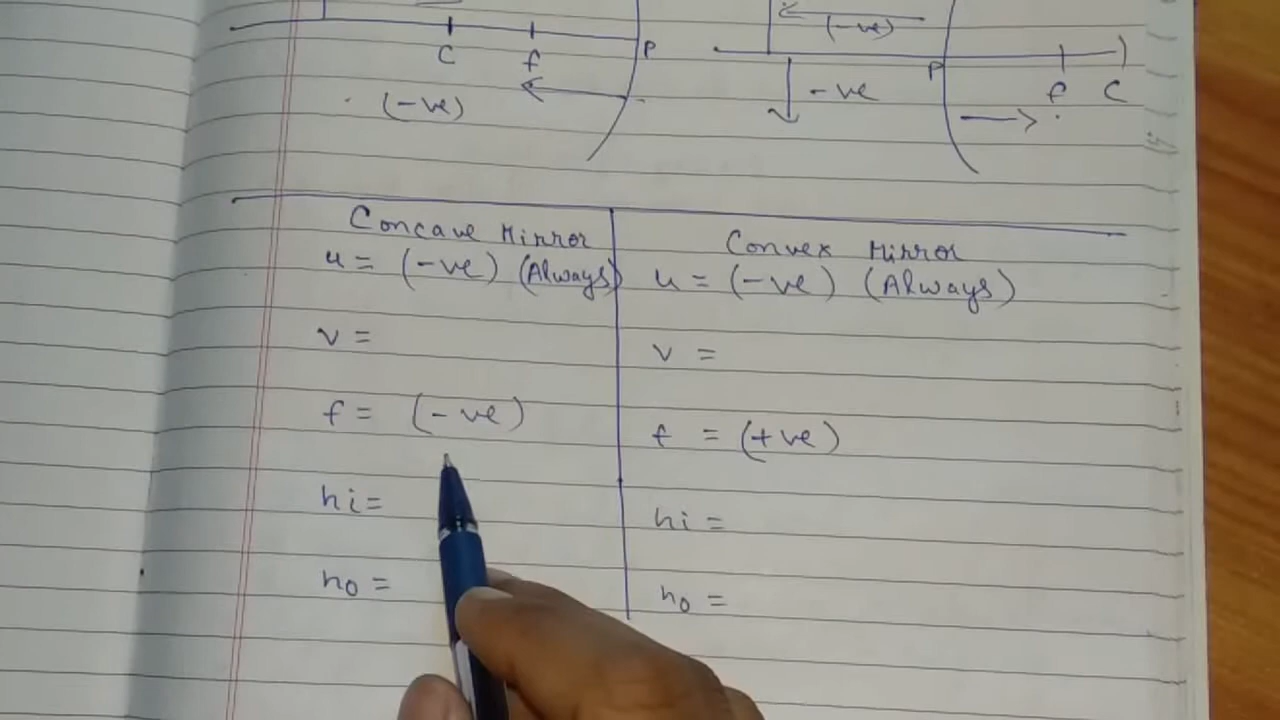 (-ve)
P
C
f
P
-ve
f
C
(-ve)
Concave Mirror
Convex Mirror
u = (-ve) (Always)
u = (-ve) (Always)
v =
v =
f = (-ve)
f = (+ve)
hi =
hi =
ho =
ho =